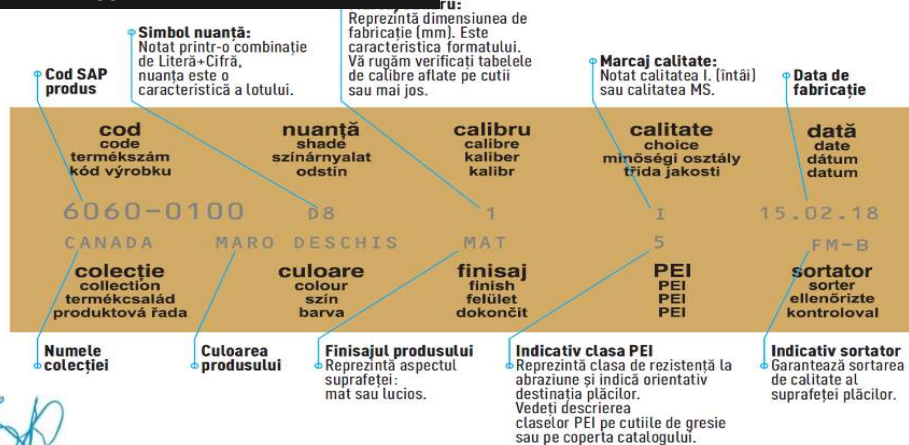 Simbol nuanță:
Notat printr-o combinație
de Literă+Cifră,
nuanța este o
caracteristică a lotului.
Reprezintă dimensiunea de
fabricație (mm). Este
caracteristica formatului.
Vă rugăm verificați tabelele
de calibre aflate pe cutii
sau mai jos.
Cod SAP
produs
Marcaj calitate:
Notat calitatea I. (întâi)
sau calitatea MS.
Data de
fabricație
cod
code
termékszám
kód výrobku
nuanță
shade
színárnyalat
odstín
calibru
calibre
kaliber
kalibr
calitate
choice
minőségi osztály
třída jakosti
dată
date
dátum
datum
6060-0100 D8 1 I 15.02.18
CANADA MARO DESCHIS MAT 5 FM-B
colecție
collection
termékcsalád
produktová řada
culoare
colour
szín
barva
finisaj
finish
felület
dokončit
PEI
PEI
PEI
PEI
sortator
sorter
ellenőrizte
kontroloval
Numele
colecției
Culoarea
produsului
Finisajul produsului
Reprezintă aspectul
suprafeței:
mat sau lucios.
Indicativ clasa PEI
Reprezintă clasa de rezistență la
abraziune și indică orientativ
destinația plăcilor.
Vedeți descrierea
claselor PEI pe cutiile de gresie
sau pe coperta catalogului.
Indicativ sortator
Garantează sortarea
de calitate al
suprafeței plăcilor.